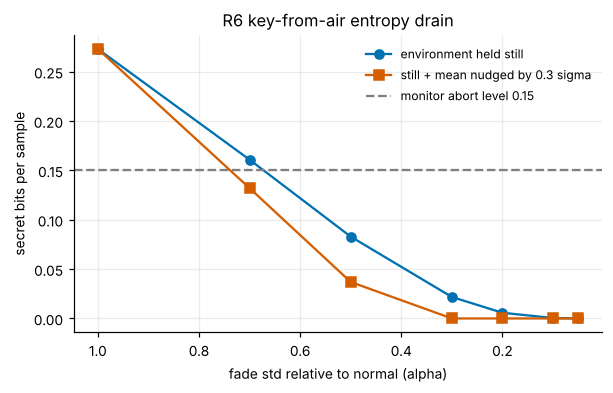 R6 key-from-air entropy drain
environment held still
still + mean nudged by 0.3 sigma
monitor abort level 0.15
secret bits per sample
0.25
0.20
0.15
0.10
0.05
0.00
1.0 0.8 0.6 0.4 0.2
fade std relative to normal (alpha)